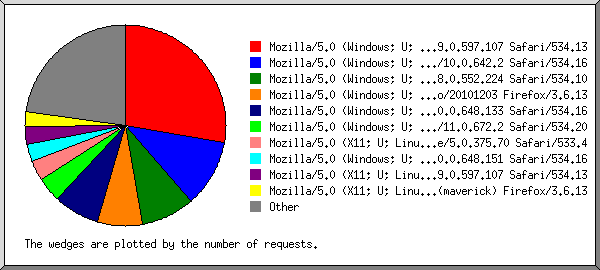 Mozilla/5.0 (Windows; U; ...9.0.597.107 Safari/534.13
Mozilla/5.0 (Windows; U; .../10.0.642.2 Safari/534.16
Mozilla/5.0 (Windows; U; ...8.0.552.224 Safari/534.10
Mozilla/5.0 (Windows; U; ...o/20101203 Firefox/3.6.13
Mozilla/5.0 (Windows; U; ...0.0.648.133 Safari/534.16
Mozilla/5.0 (Windows; U; .../11.0.672.2 Safari/534.20
Mozilla/5.0 (X11; U; Linu...e/5.0.375.70 Safari/533.4
Mozilla/5.0 (Windows; U; ...0.0.648.151 Safari/534.16
Mozilla/5.0 (X11; U; Linu...9.0.597.107 Safari/534.13
Mozilla/5.0 (X11; U; Linu...(maverick) Firefox/3.6.13
Other
The wedges are plotted by the number of requests.